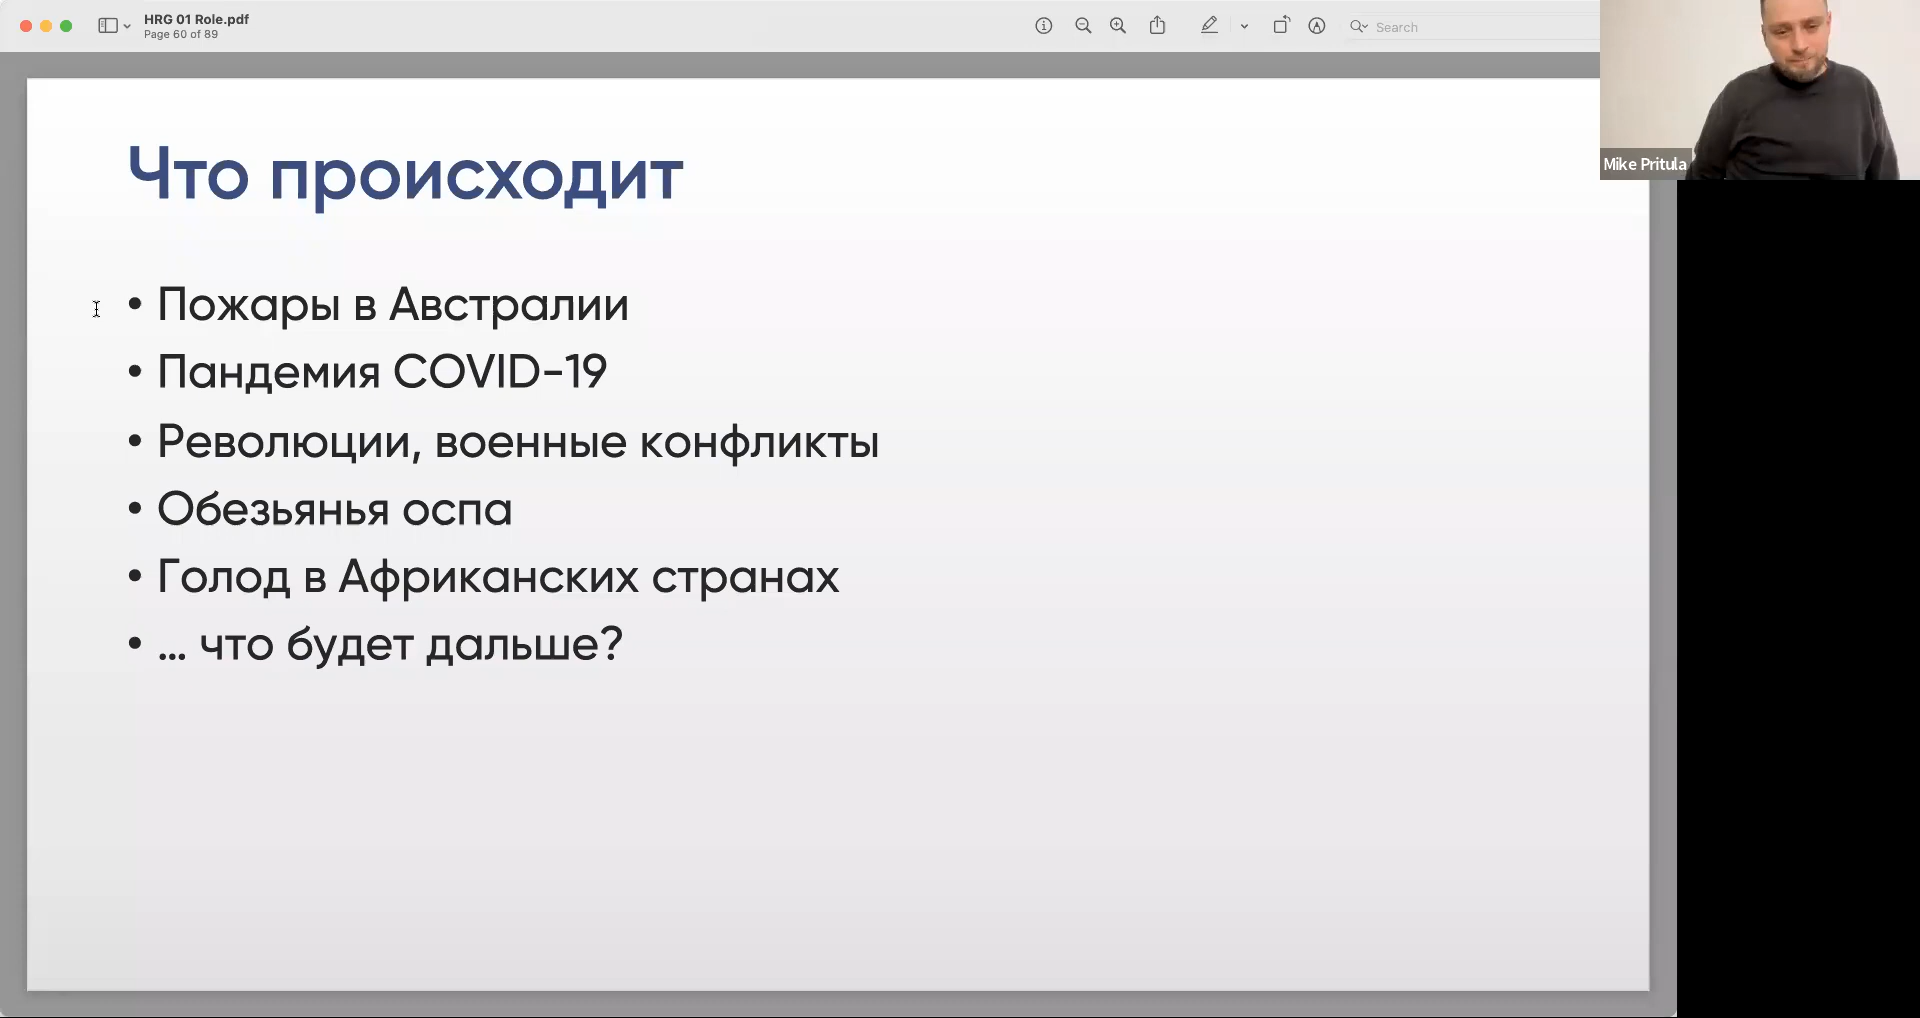 HRG 01 Role.pdf
Page 60 of 89
Search
Mike Pritula
Что происходит
• Пожары в Австралии
• Пандемия COVID-19
• Революции, военные конфликты
• Обезьянья оспа
• Голод в Африканских странах
• ... что будет дальше?